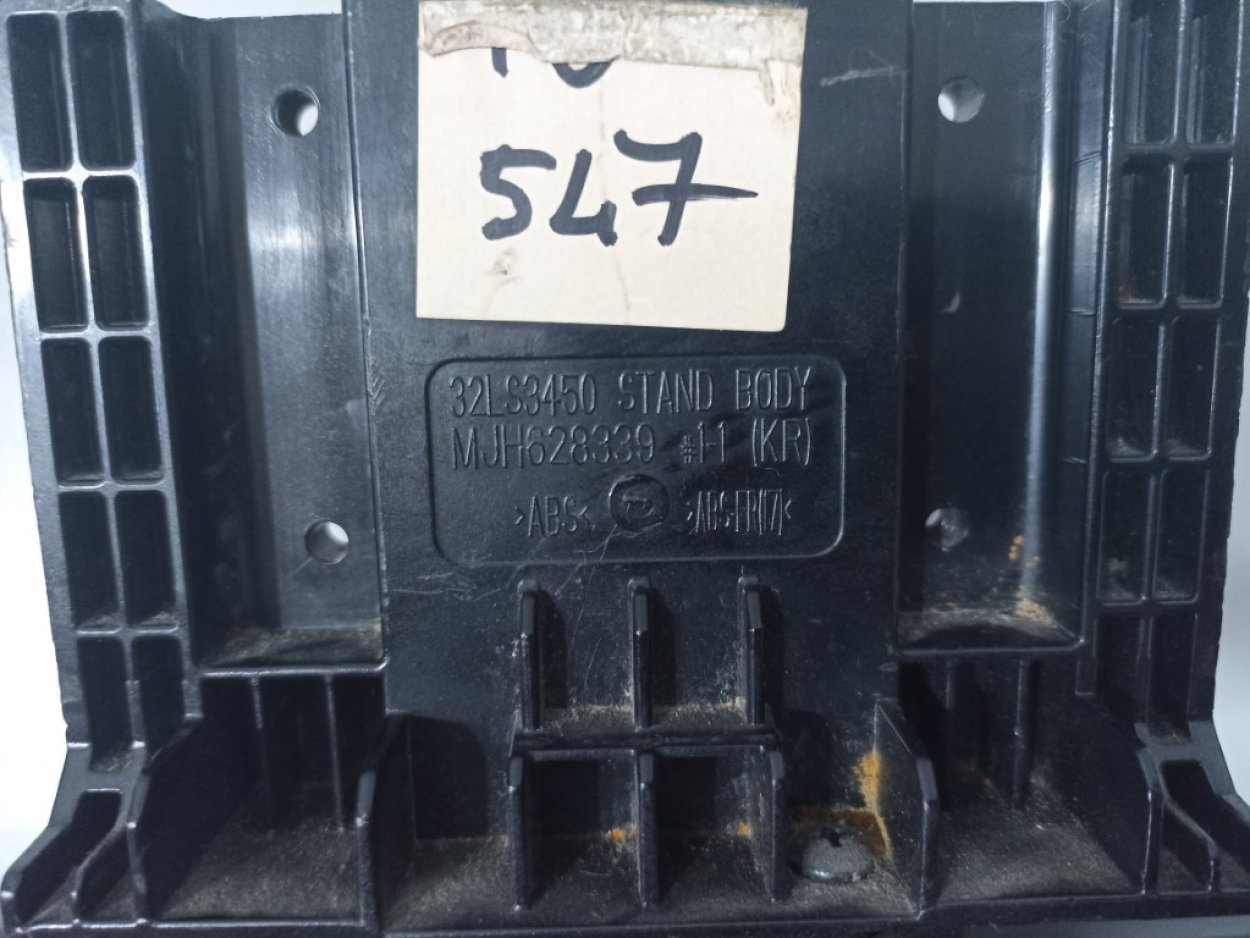 547
32LS3450 STAND BODY
MJH628339 #1-1 (KR)
>ABS< >ABS-FR(17)<